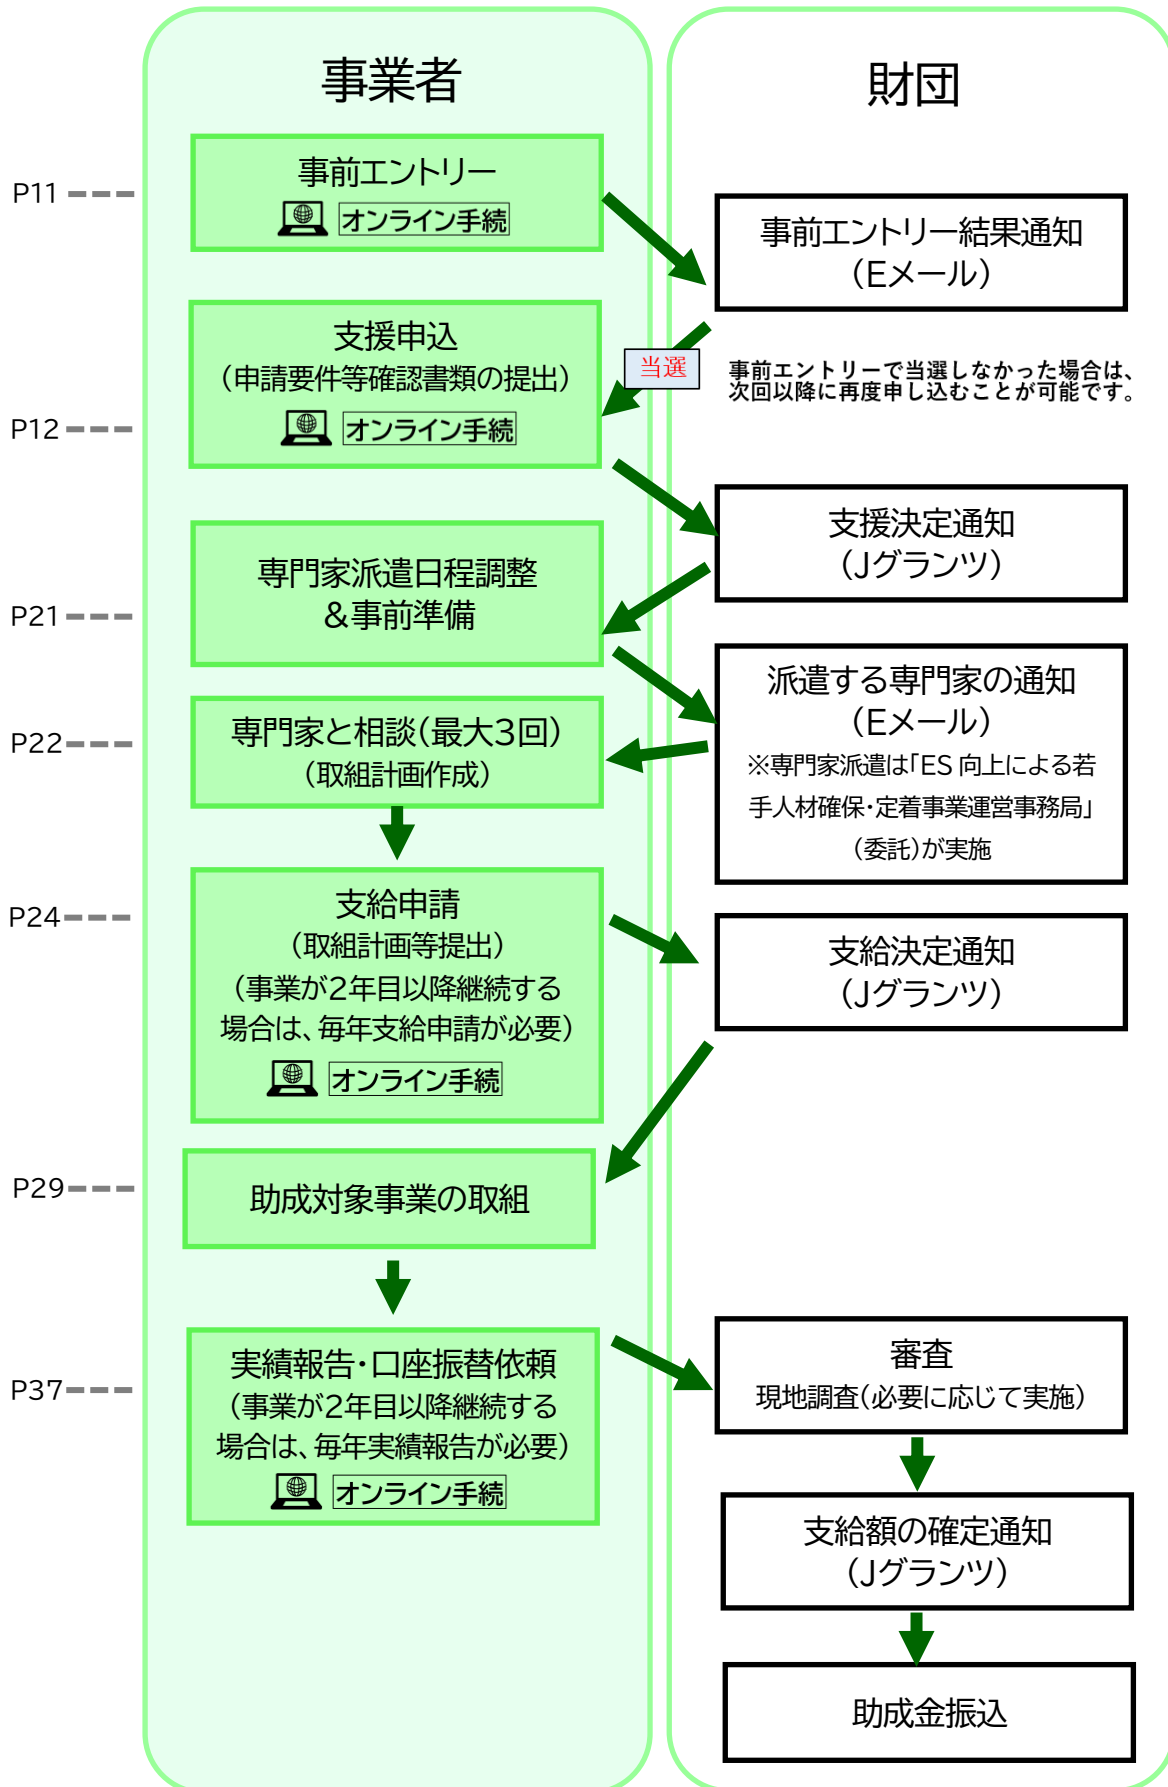 事業者
財団
P11
事前エントリー
オンライン手続
事前エントリー結果通知
（Eメール）
支援申込
（申請要件等確認書類の提出）
オンライン手続
当選
事前エントリーで当選しなかった場合は、
次回以降に再度申し込むことが可能です。
P12
支援決定通知
（Jグランツ）
P21
専門家派遣日程調整
＆事前準備
派遣する専門家の通知
（Eメール）
※専門家派遣は「ES 向上による若
手人材確保・定着事業運営事務局」
（委託）が実施
P22
専門家と相談（最大3回）
（取組計画作成）
P24
支給申請
（取組計画等提出）
（事業が2年目以降継続する
場合は、毎年支給申請が必要）
オンライン手続
支給決定通知
（Jグランツ）
P29
助成対象事業の取組
P37
実績報告・口座振替依頼
（事業が2年目以降継続する
場合は、毎年実績報告が必要）
オンライン手続
審査
現地調査（必要に応じて実施）
支給額の確定通知
（Jグランツ）
助成金振込